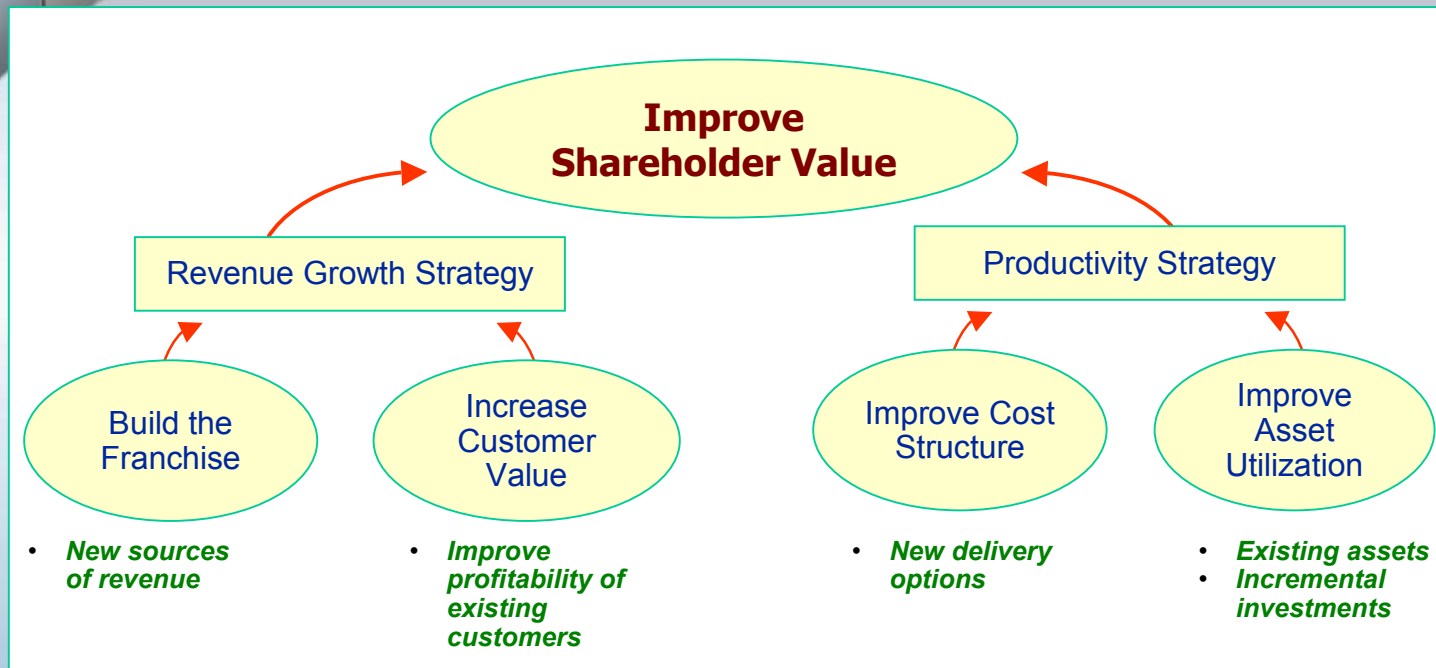 Improve
Shareholder Value
Revenue Growth Strategy
Productivity Strategy
Build the
Franchise
Increase
Customer
Value
Improve Cost
Structure
Improve
Asset
Utilization
• New sources
of revenue
• Improve
profitability of
existing
customers
• New delivery
options
• Existing assets
• Incremental
investments